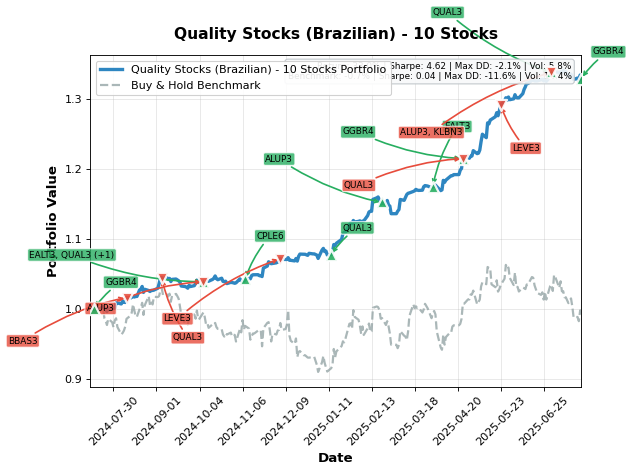 QUAL3
Quality Stocks (Brazilian) - 10 Stocks
GGBR4
Sharpe: 4.62 | Max DD: -2.1% | Vol: 5.8%
arpe: 0.04 | Max DD: -11.6% | Vol: 4%
Quality Stocks (Brazilian) - 10 Stocks Portfolio
Buy & Hold Benchmark
1.3
GGBR4
ALUP3, KLBN3
LEVE3
ALUP3
1.2
QUAL3
Portfolio Value
CPLE6
QUAL3
1.1
EALT3, QUAL3 (+1)
GGBR4
1.0
LEVE3
BBAS3
QUAL3
0.9
2024-07-30
2024-09-01
2024-10-04
2024-11-06
2024-12-09
2025-01-11
2025-02-13
2025-03-18
2025-04-20
2025-05-23
2025-06-25
Date